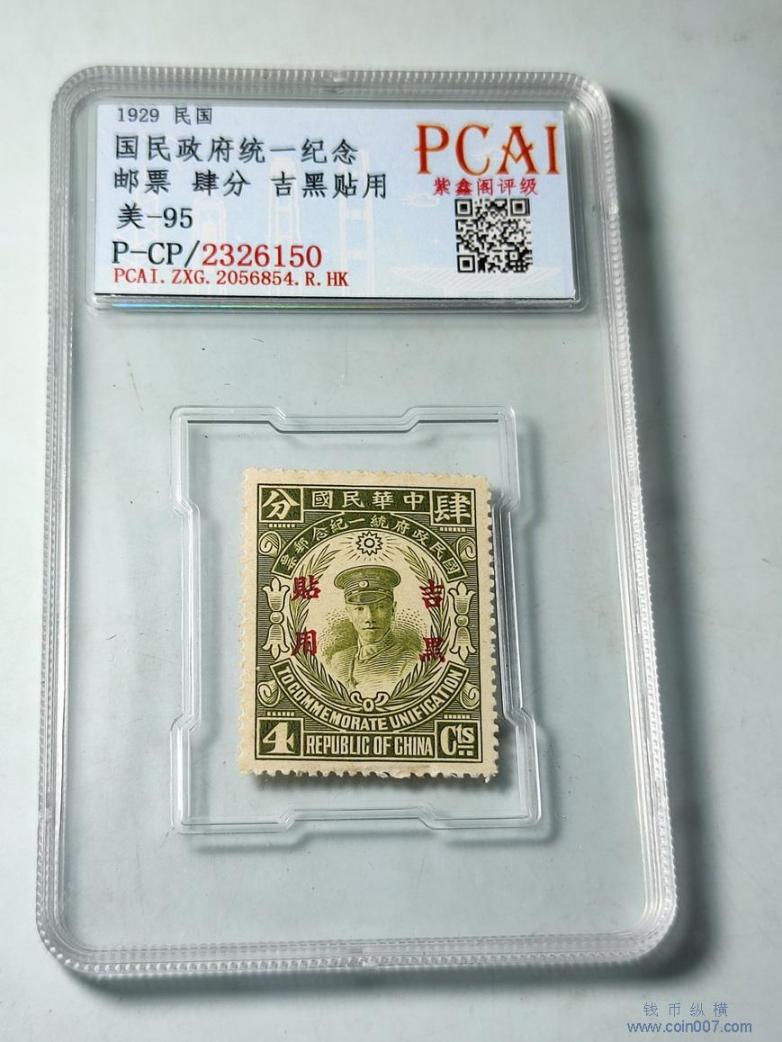 1929 民国
国民政府统一纪念
邮票 肆分 吉黑贴用
美-95
P-CP/2326150
PCAI.ZXG.2056854.R.HK
PCAI
紫鑫阁评级
分 國民華中 肆
國民政府統一紀念郵票
貼 吉
用 黑
TO COMMEMORATE UNIFICATION
4 REPUBLIC OF CHINA Cts
钱币纵横
www.coin007.com